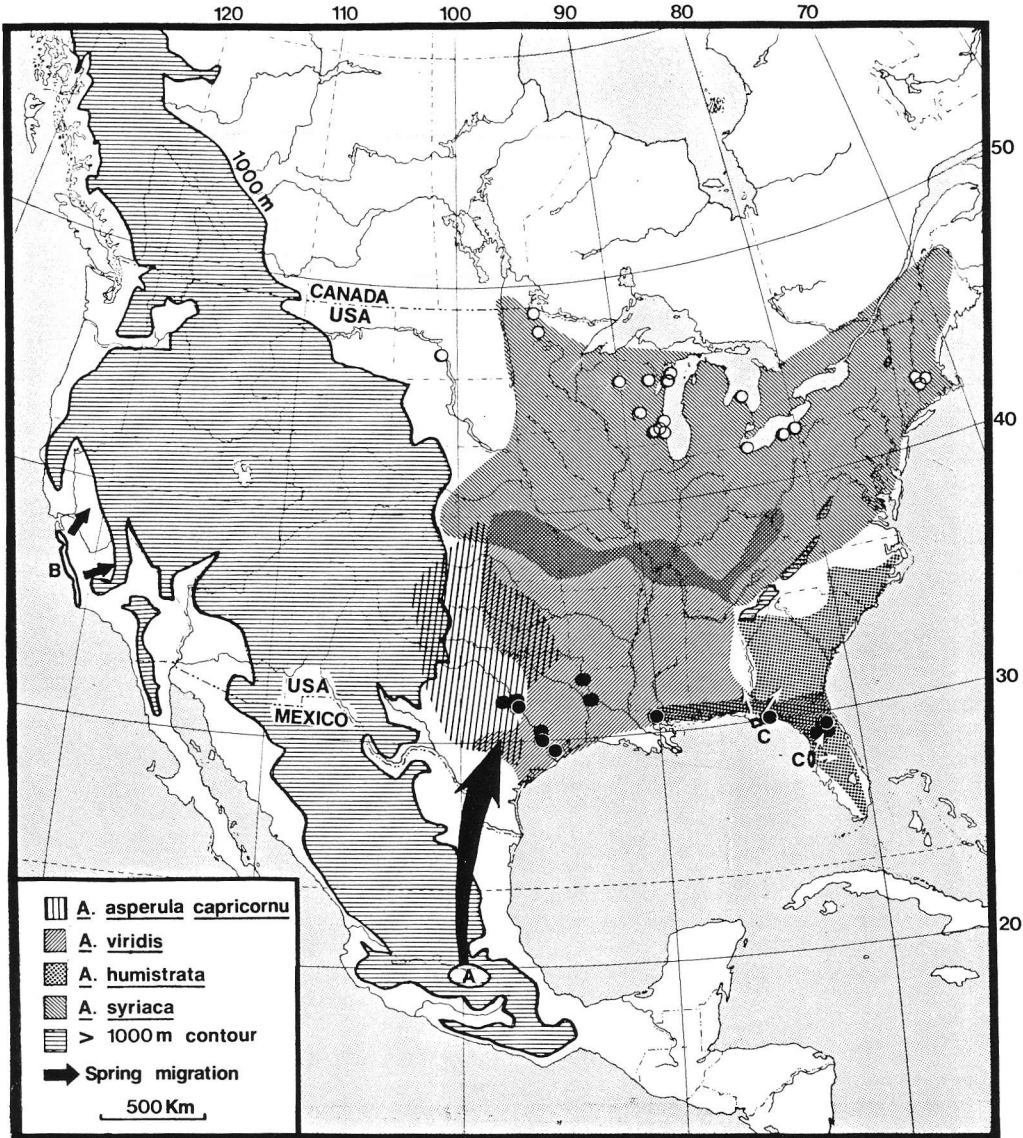 120 110 100 90 80 70
50
1000 m
CANADA
USA
40
B
30
USA
MEXICO
C
C
20
A
A. asperula capricornu
A. viridis
A. humistrata
A. syriaca
> 1000 m contour
Spring migration
500 Km